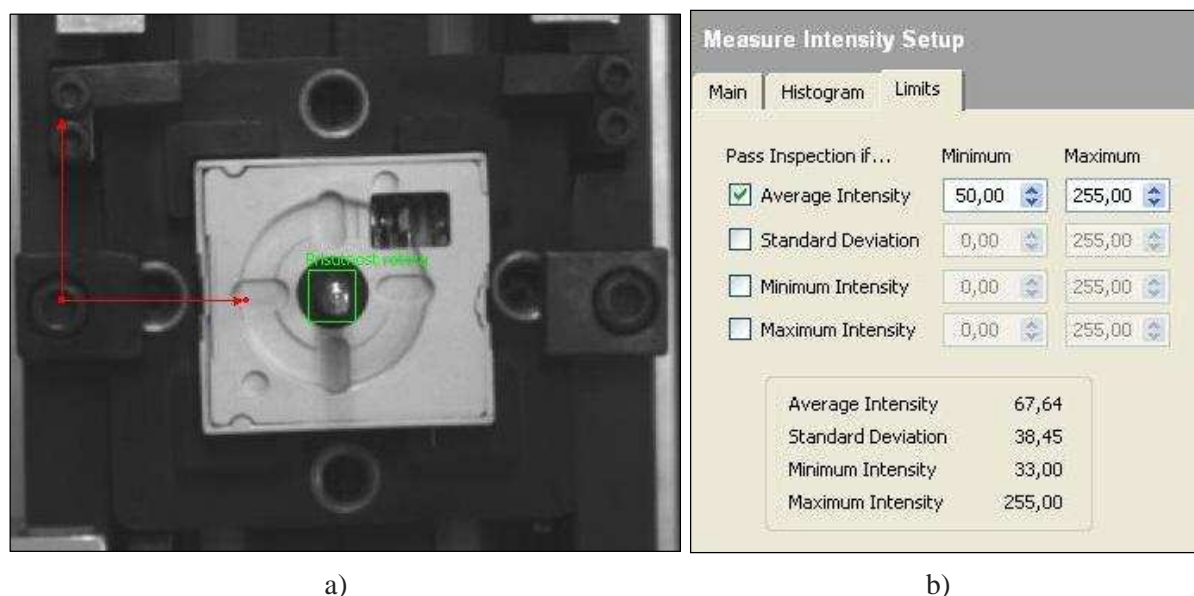 Prisutnost
a)
Measure Intensity Setup
Main Histogram Limits
Pass Inspection if... Minimum Maximum
Average Intensity 50,00 255,00
Standard Deviation 0,00 255,00
Minimum Intensity 0,00 255,00
Maximum Intensity 0,00 255,00
Average Intensity 67,64
Standard Deviation 38,45
Minimum Intensity 33,00
Maximum Intensity 255,00
b)